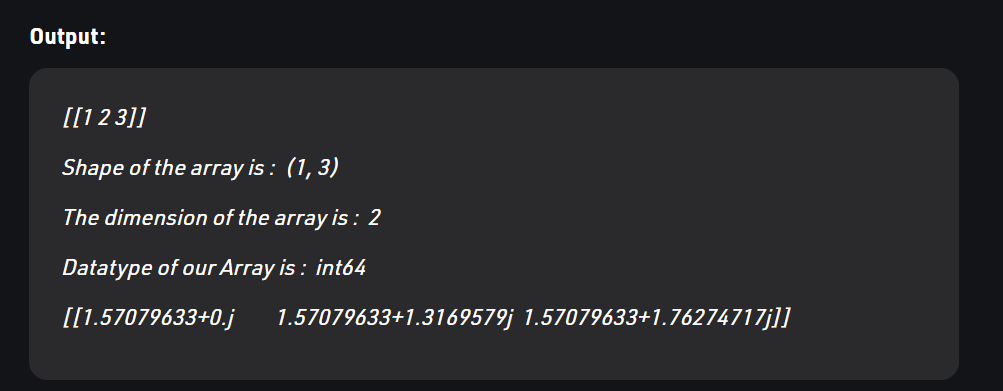 Output:
[[1 2 3]]
Shape of the array is :  (1, 3)
The dimension of the array is :  2
Datatype of our Array is :  int64
[[1.57079633+0.j       1.57079633+1.3169579j  1.57079633+1.76274717j]]